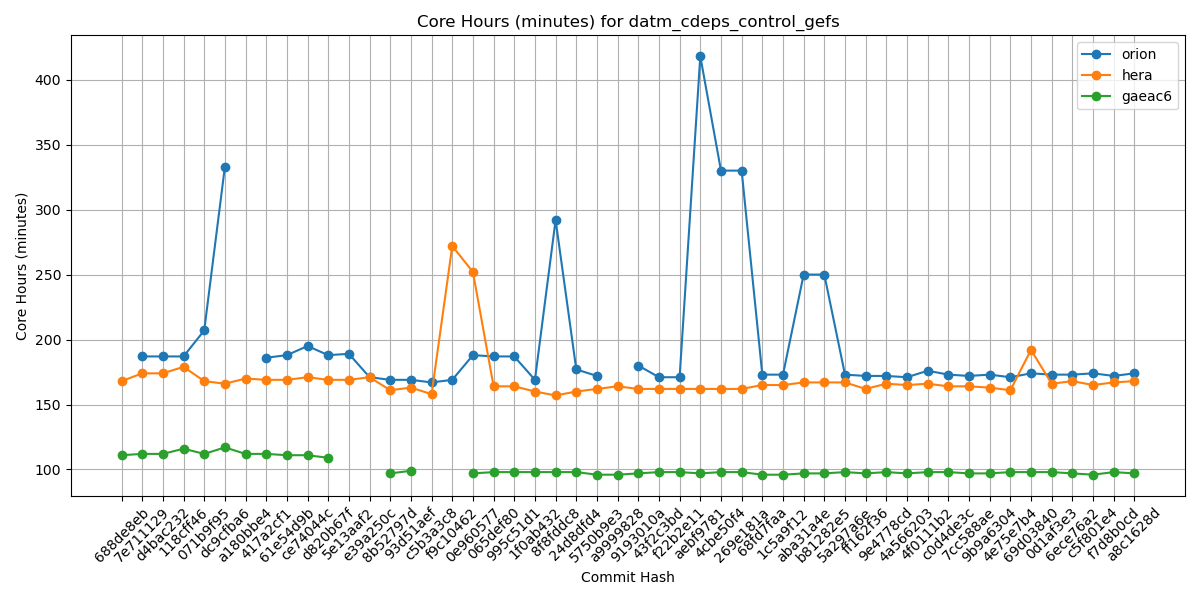 Core Hours (minutes) for datm_cdeps_control_gefs
orion
hera
gaeac6
Core Hours (minutes)
400
350
300
250
200
150
100
688de8eb
7e711129
d4bac232
118cff46
071b9f95
dc9cfba6
a180bbe4
417a2cf1
61e54d9b
ce74044c
d820b67f
5e13aaf2
e39a250c
8b52797d
93d51aef
c5b3a3c8
f9c10462
0e960577
065def80
995c51d1
1f0ab432
8f8fdfc8
24d8dfd4
5750b9e3
a9999828
9193010a
43f253bd
f22b2e11
aebf9781
4cbe50f4
269e181a
68fd7faa
1c5a9f12
aba31a4e
b81282e5
5a297a6e
ff162f36
9e4778cd
4a566203
4f0111b2
c0d4de3c
7cc588ae
9b9a6304
4e75e7b4
69d03840
0d1af3e3
6ece76a2
c5f801e4
f7d8b0cd
a8c1628d
Commit Hash